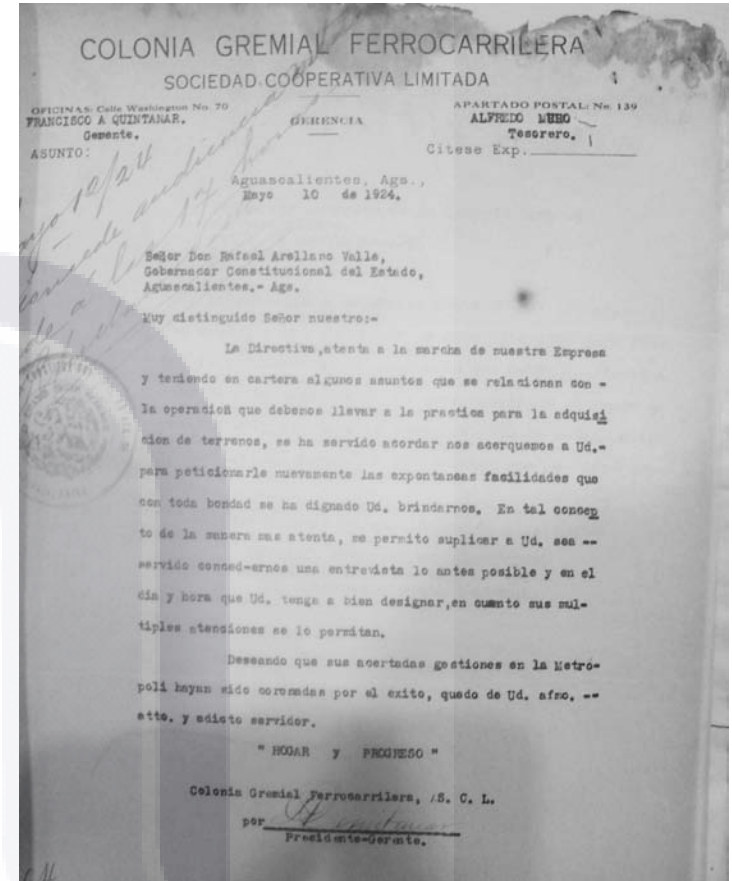 COLONIA GREMIAL FERROCARRILERA
SOCIEDAD COOPERATIVA LIMITADA
OFICINAS: Calle Washington No. 70
FRANCISCO A QUINTANAR.
Gemente.
ASUNTO:
GERENCIA
APARTADO POSTAL: No. 139
ALFREDO MURO
Tesorero.
Citese Exp.
Mayo 12/24
Aguascalientes, Ags.,
Mayo 10 de 1924.
Señor Don Rafael Arellano Valle,
Gobernador Constitucional del Estado,
Aguascalientes.- Ags.
Muy distinguido Señor nuestro:-
La Directiva,atenta a la marcha de nuestra Empresa
y teniendo en cartera algunos asuntos que se relacionan con -
la operacion que debemos llevar a la practica para la adquisi
cion de terrenos, se ha servido acordar nos acerquemos a Ud.-
para peticionarle nuevamente las expontaneas facilidades que
con toda bondad se ha dignado Ud. brindarnos. En tal concep
to de la manera mas atenta, me permito suplicar a Ud. sea --
servido conced-ernos una entrevista lo antes posible y en el
dia y hora que Ud. tenga a bien designar,en cuanto sus mul-
tiples atenciones se lo permitan.
Deseando que sus acertadas gestiones en la Metro-
poli hayan sido coronadas por el exito, quedo de Ud. afmo. --
atto. y adicto servidor.
" HOGAR y PROGRESO "
Colonia Gremial Ferrocarrilera, S. C. L.
por
Presidente-Gerente.